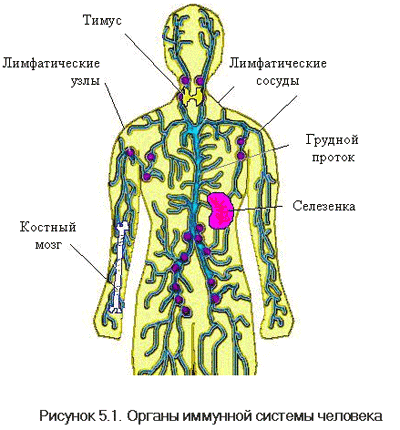 Тимус
Лимфатические
узлы
Лимфатические
сосуды
Грудной
проток
Селезенка
Костный
мозг
Рисунок 5.1. Органы иммунной системы человека